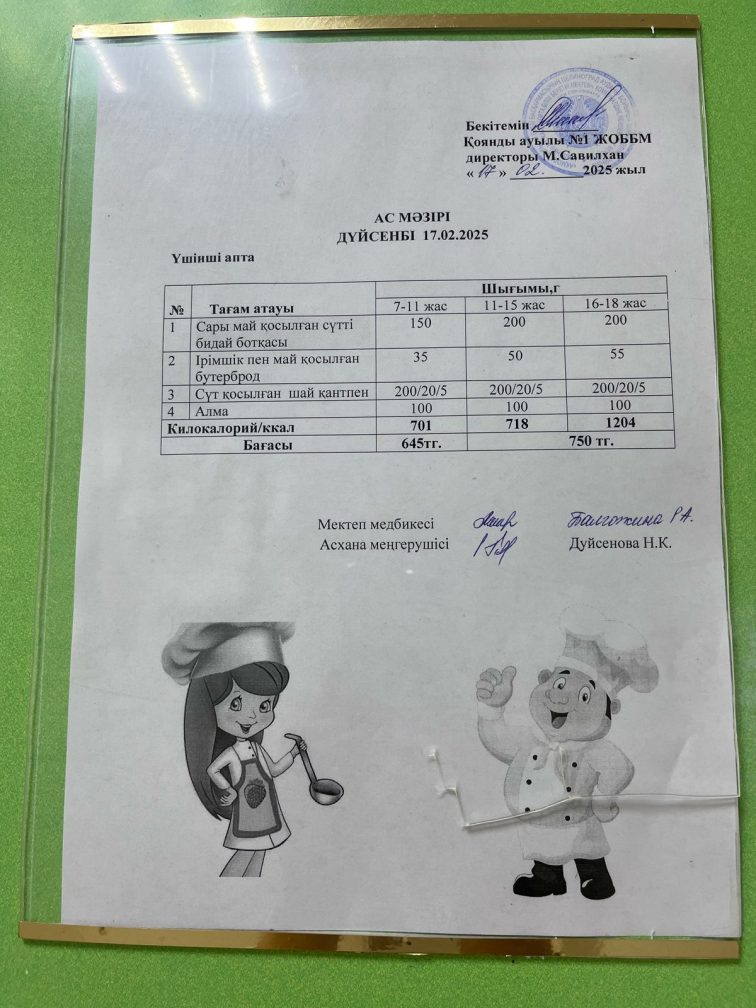 Бекітемін
Қоянды ауылы №1 ЖОББМ
директоры М.Савилхан
« 17 » 02. 2025 жыл
АС МӘЗІРІ
ДҮЙСЕНБІ 17.02.2025
Үшінші апта
№ Тағам атауы Шығымы,г
7-11 жас 11-15 жас 16-18 жас
1 Сары май қосылған сүтті 150 200 200
бидай ботқасы
2 Ірімшік пен май қосылған 35 50 55
бутерброд
3 Сүт қосылған шай қантпен 200/20/5 200/20/5 200/20/5
4 Алма 100 100 100
Килокалорий/ккал 701 718 1204
Бағасы 645тг. 750 тг.
Мектеп медбикесі Балгожина Р А.
Асхана меңгерушісі Дуйсенова Н.К.